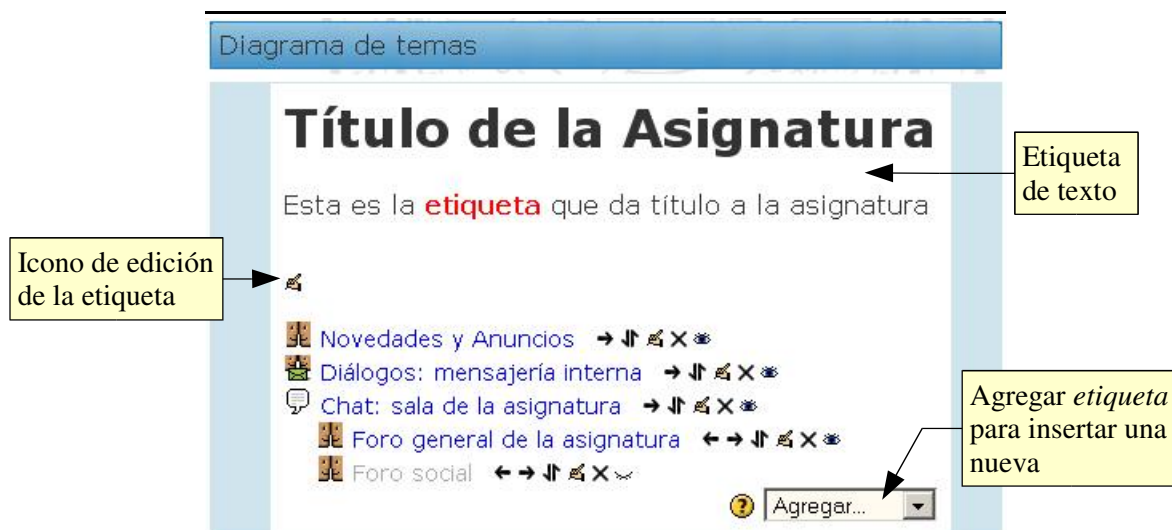 Diagrama de temas
Título de la Asignatura
Etiqueta
de texto
Esta es la etiqueta que da título a la asignatura
Icono de edición
de la etiqueta
Novedades y Anuncios
Diálogos: mensajería interna
Chat: sala de la asignatura
Foro general de la asignatura
Foro social
Agregar etiqueta
para insertar una
nueva
Agregar...